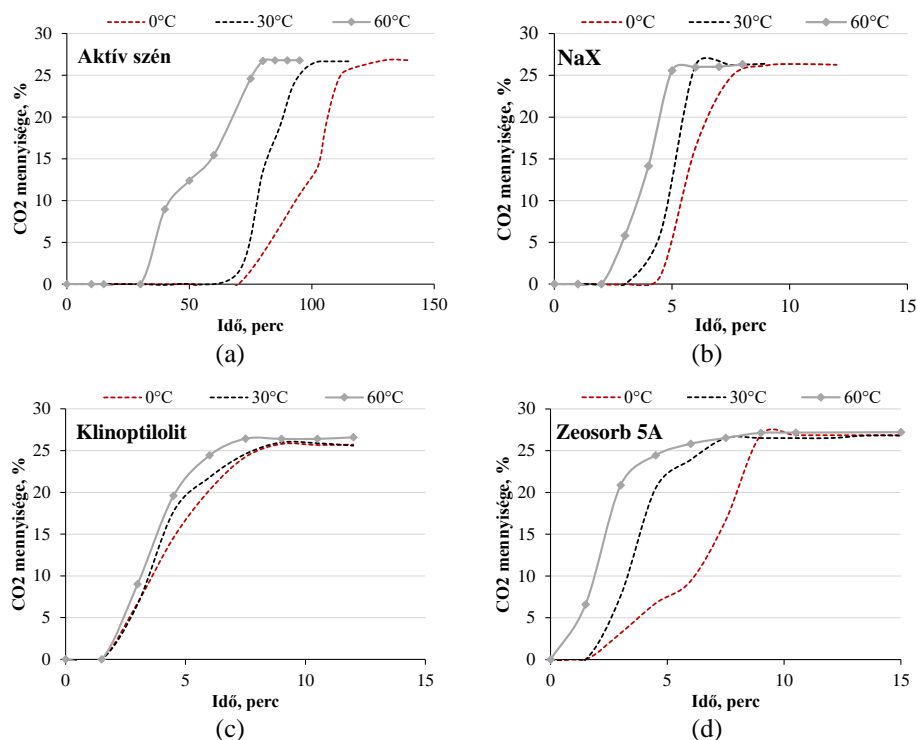 0°C 30°C 60°C
30
25
20
15
10
5
0
CO2 mennyisége, %
Aktív szén
0 50 100 150
Idő, perc
(a)
0°C 30°C 60°C
30
25
20
15
10
5
0
CO2 mennyisége, %
NaX
0 5 10 15
Idő, perc
(b)
0°C 30°C 60°C
30
25
20
15
10
5
0
CO2 mennyisége, %
Klinoptilolit
0 5 10 15
Idő, perc
(c)
0°C 30°C 60°C
30
25
20
15
10
5
0
CO2 mennyisége, %
Zeosorb 5A
0 5 10 15
Idő, perc
(d)